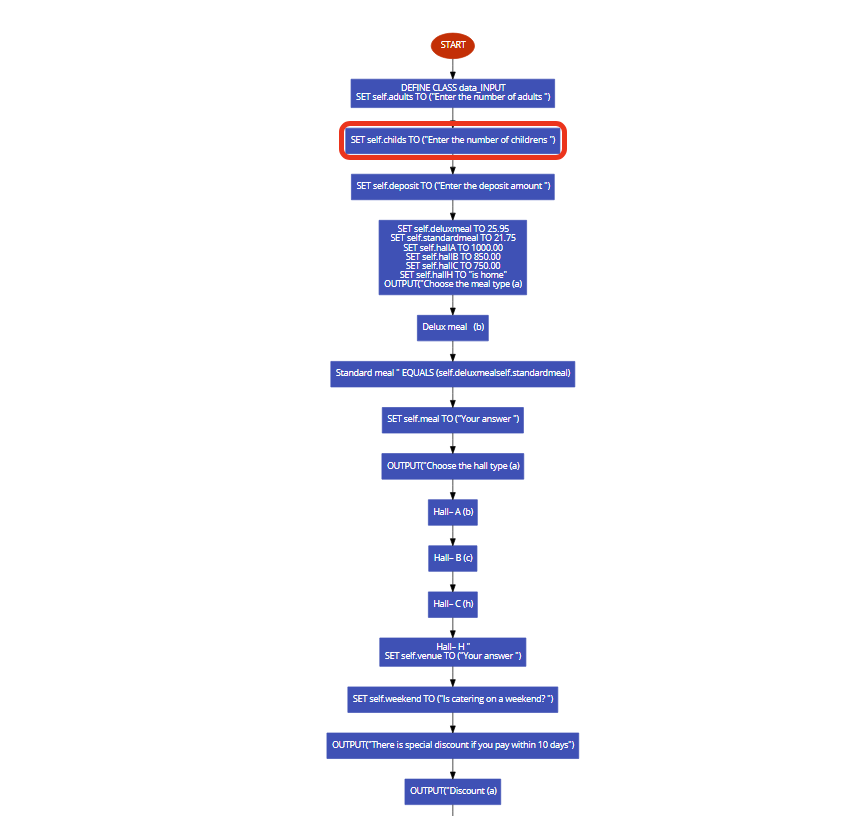 START
DEFINE CLASS data_INPUT
SET self.adults TO ("Enter the number of adults ")
SET self.childs TO ("Enter the number of childrens ")
SET self.deposit TO ("Enter the deposit amount ")
SET self.deluxmeal TO 25.95
SET self.standardmeal TO 21.75
SET self.hallA TO 1000.00
SET self.hallB TO 850.00
SET self.hallC TO 750.00
SET self.hallH TO "is home"
OUTPUT("Choose the meal type (a)
Delux meal (b)
Standard meal " EQUALS (self.deluxmealself.standardmeal)
SET self.meal TO ("Your answer ")
OUTPUT("Choose the hall type (a)
Hall– A (b)
Hall– B (c)
Hall– C (h)
Hall– H "
SET self.venue TO ("Your answer ")
SET self.weekend TO ("Is catering on a weekend? ")
OUTPUT("There is special discount if you pay within 10 days")
OUTPUT("Discount (a)